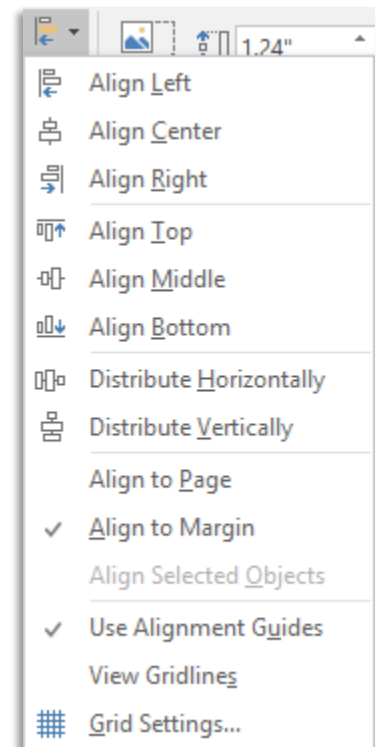 1.24"
Align Left
Align Center
Align Right
Align Top
Align Middle
Align Bottom
Distribute Horizontally
Distribute Vertically
Align to Page
Align to Margin
Align Selected Objects
Use Alignment Guides
View Gridlines
Grid Settings...